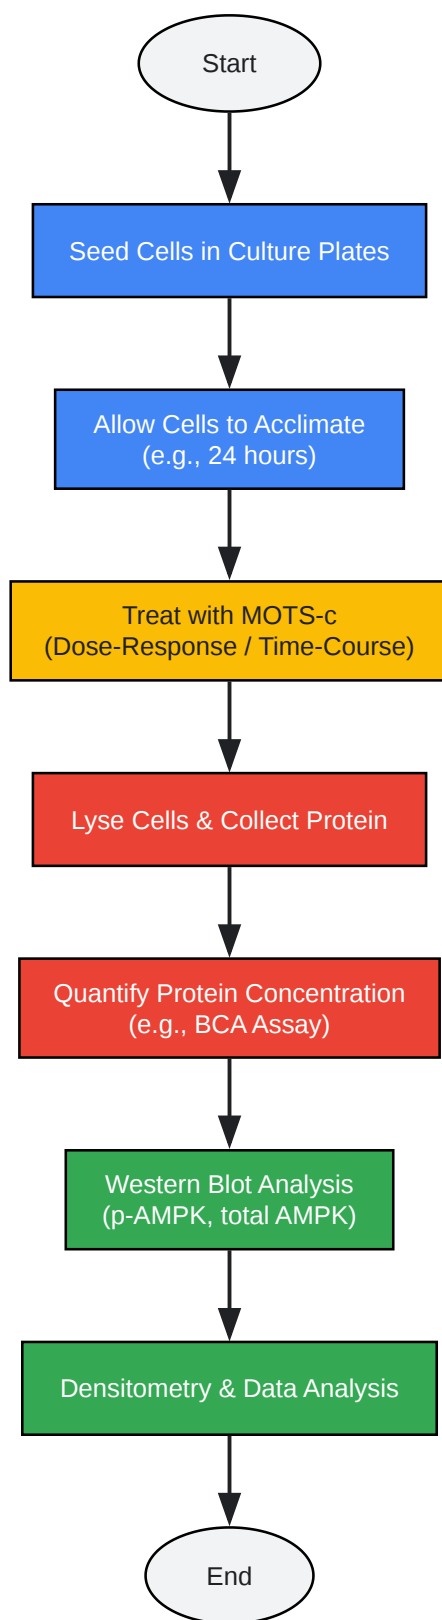 Start
Seed Cells in Culture Plates
Allow Cells to Acclimate
(e.g., 24 hours)
Treat with MOTS-c
(Dose-Response / Time-Course)
Lyse Cells & Collect Protein
Quantify Protein Concentration
(e.g., BCA Assay)
Western Blot Analysis
(p-AMPK, total AMPK)
Densitometry & Data Analysis
End